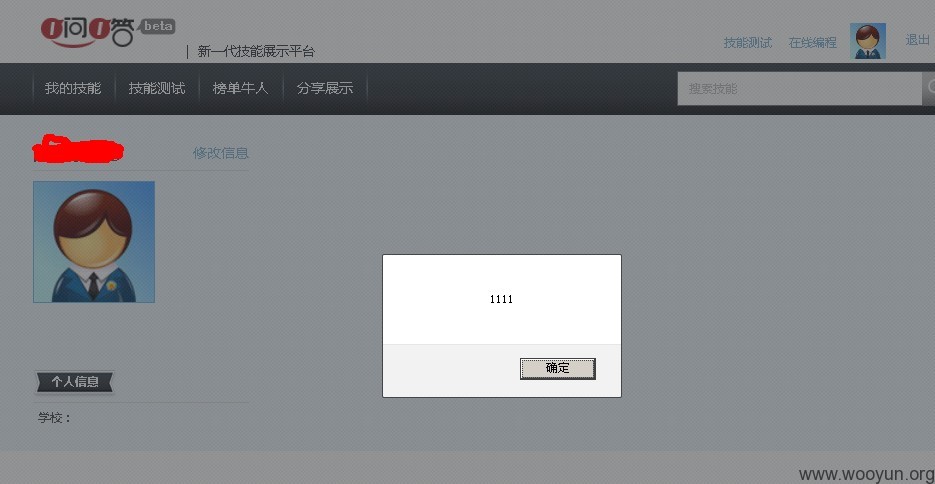 1问1答 beta
| 新一代技能展示平台
技能测试 在线编程 退出
我的技能 技能测试 榜单牛人 分享展示
搜索技能
修改信息
1111
确定
个人信息
学校：
www.wooyun.org